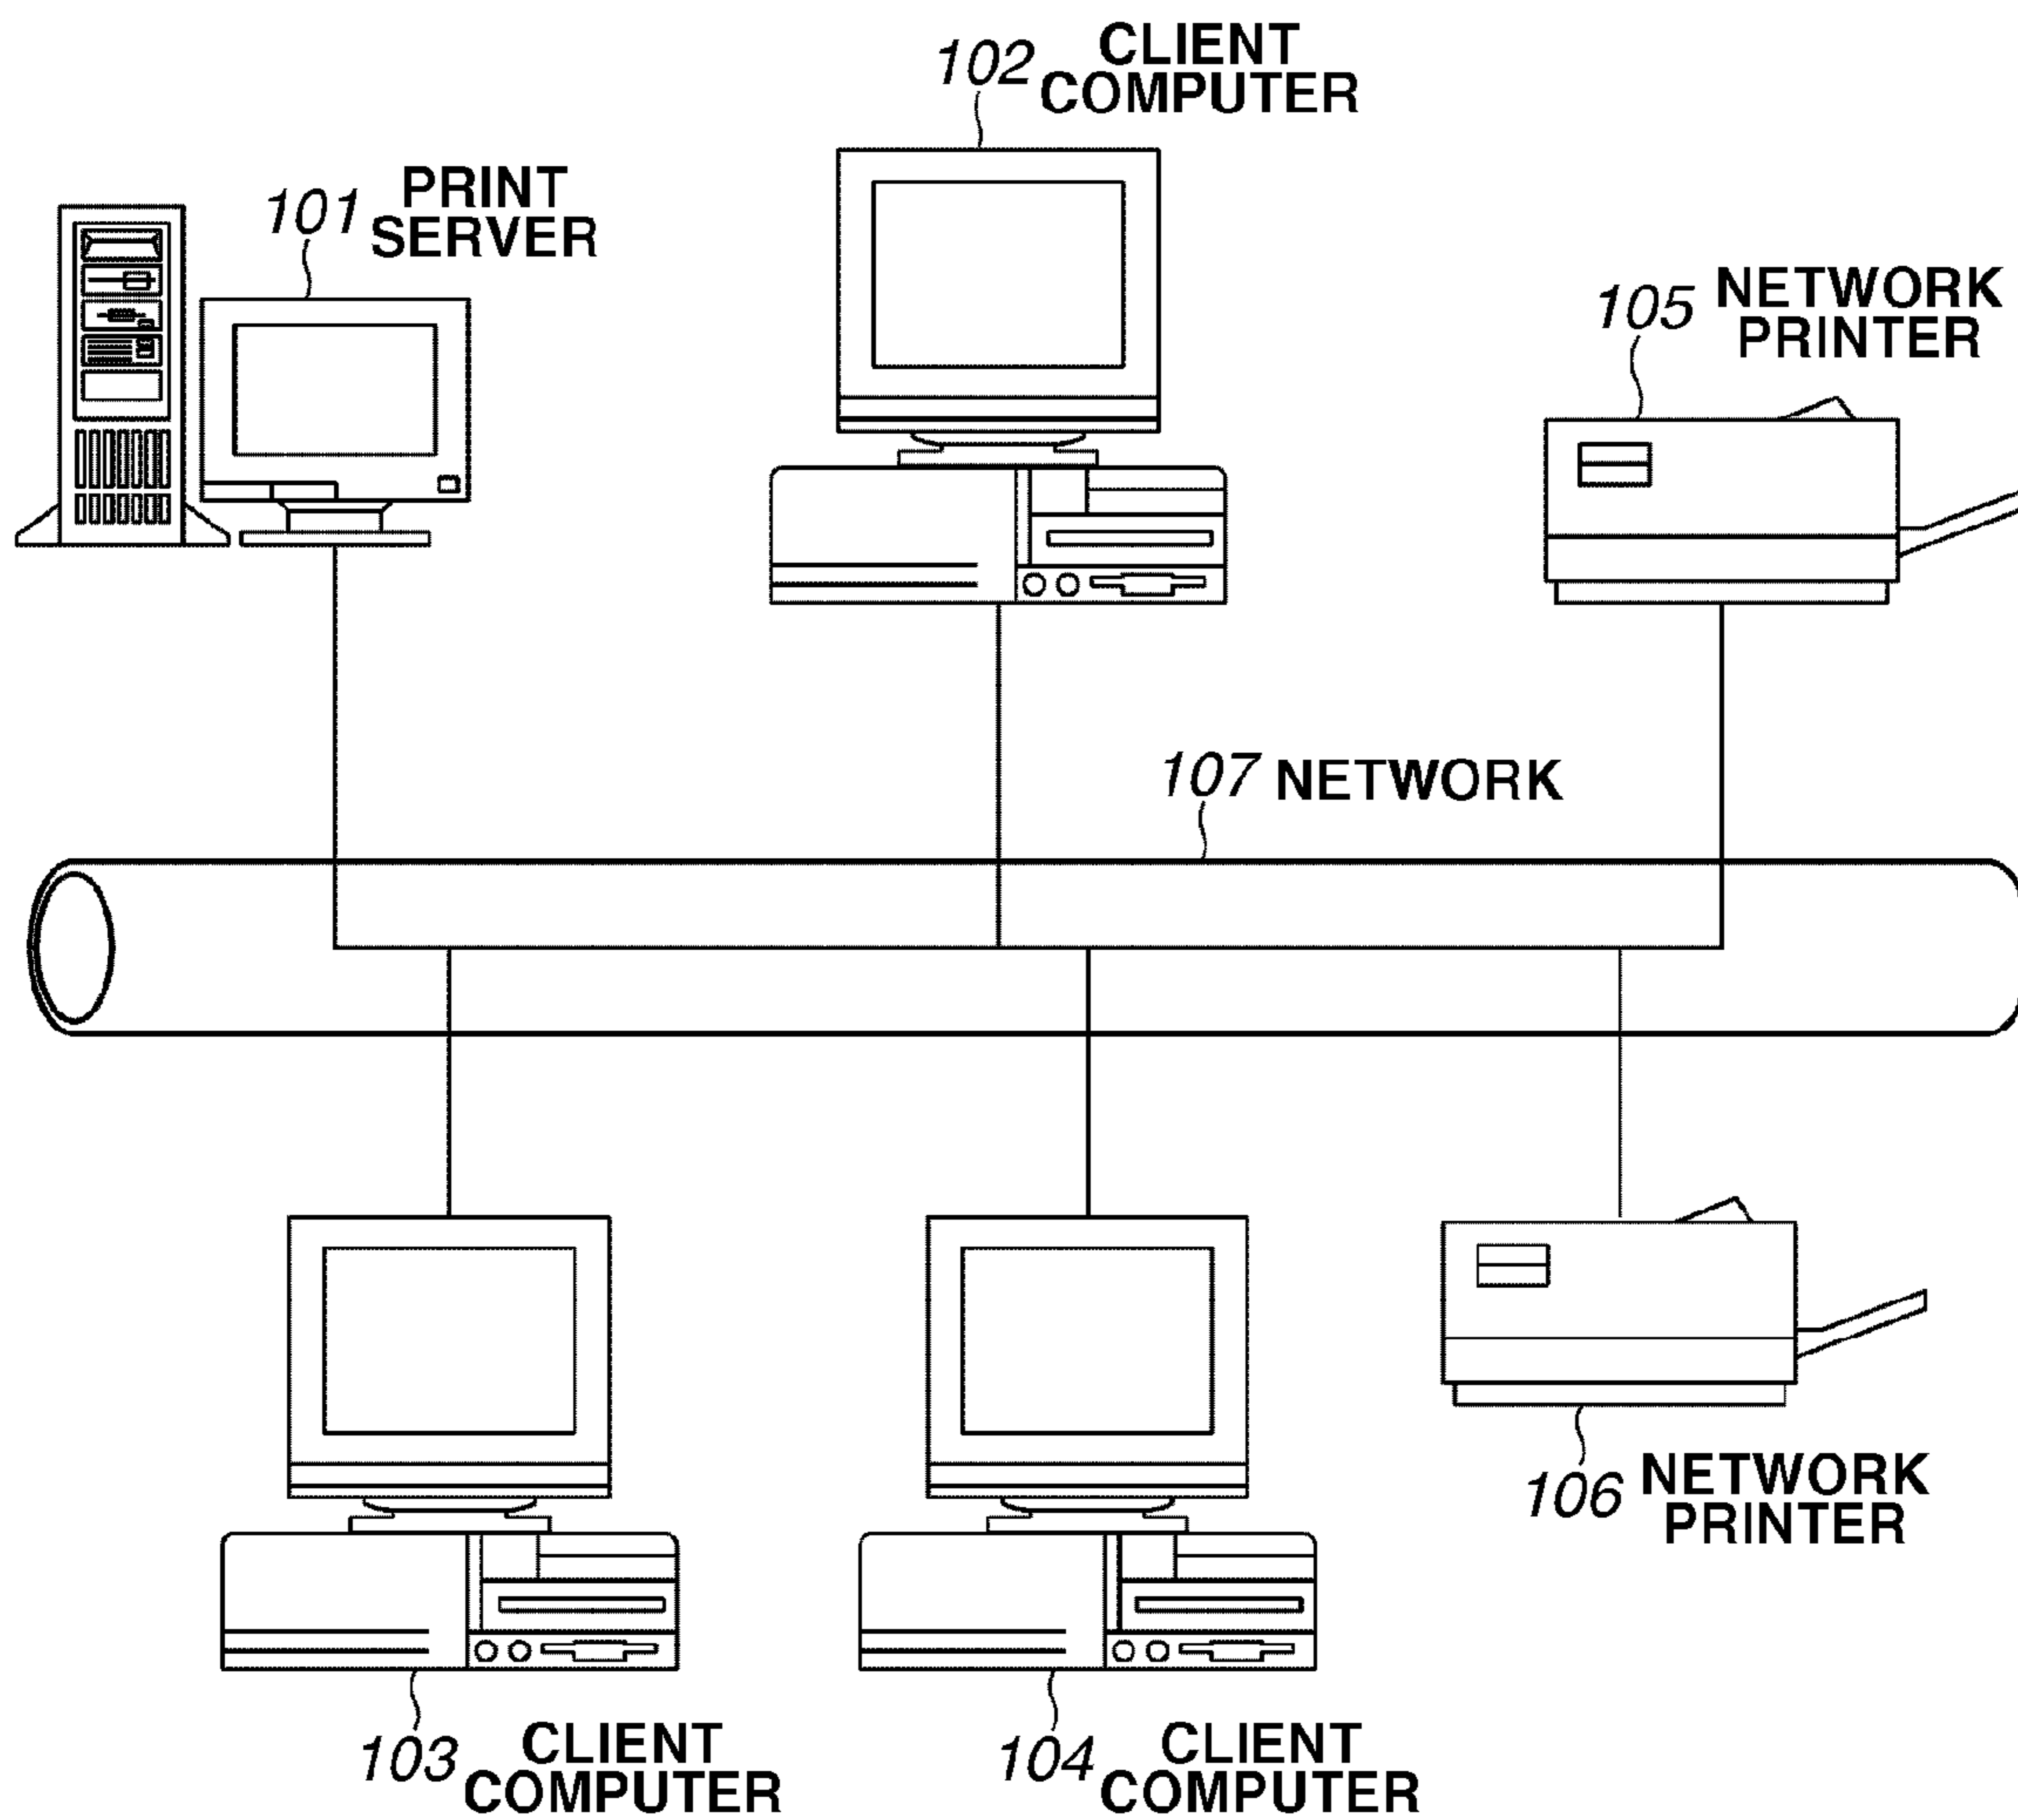 102 CLIENT
COMPUTER
101 PRINT
SERVER
105 NETWORK
PRINTER
107 NETWORK
106 NETWORK
PRINTER
103 CLIENT
COMPUTER
104 CLIENT
COMPUTER